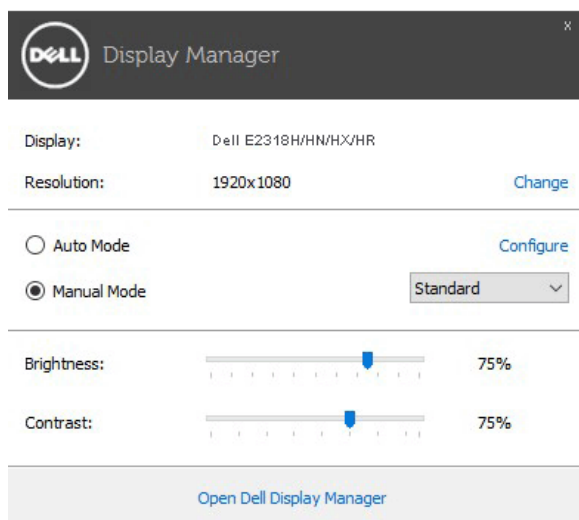 DELL Display Manager x
Display: Dell E2318H/HN/HX/HR
Resolution: 1920x1080 Change
Auto Mode Configure
Manual Mode Standard
Brightness: 75%
Contrast: 75%
Open Dell Display Manager